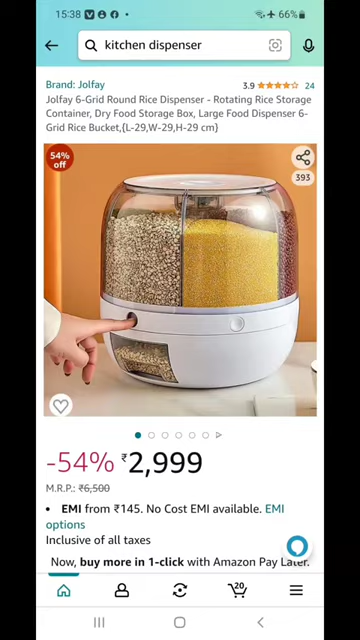 15:38 66%
kitchen dispenser
Brand: Jolfay 3.9 24
Jolfay 6-Grid Round Rice Dispenser - Rotating Rice Storage
Container, Dry Food Storage Box, Large Food Dispenser 6-
Grid Rice Bucket,{L-29,W-29,H-29 cm}
54%
off
393
-54% ₹2,999
M.R.P.: ₹6,500
• EMI from ₹145. No Cost EMI available. EMI
options
Inclusive of all taxes
Now, buy more in 1-click with Amazon Pay Later.
20